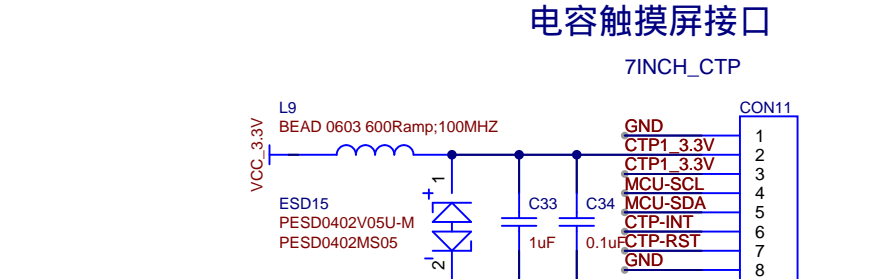 电容触摸屏接口
7INCH_CTP
L9
BEAD 0603 600Ramp;100MHZ
VCC_3.3V
CON11
GND 1
CTP1_3.3V 2
CTP1_3.3V 3
MCU-SCL 4
MCU-SDA 5
CTP-INT 6
CTP-RST 7
GND 8
1
+
ESD15
PESD0402V05U-M
PESD0402MS05
-
2
C33
1uF
C34
0.1uF